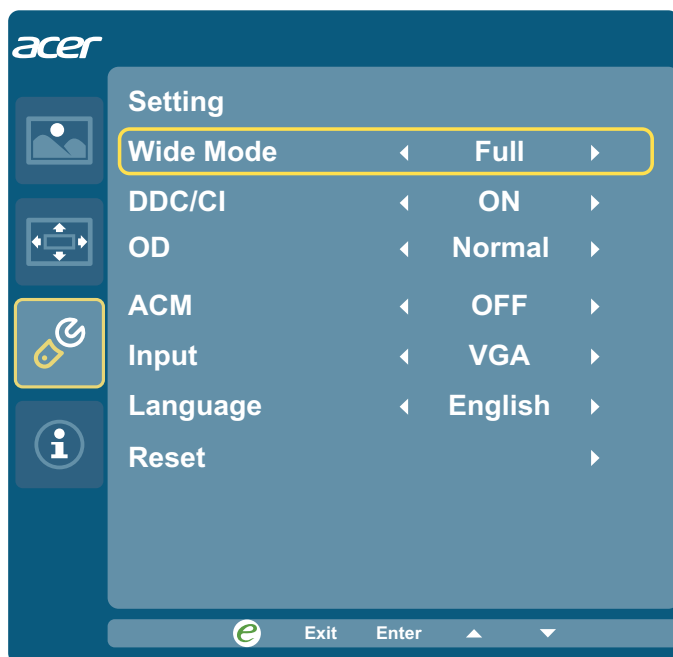 acer
Setting
Wide Mode Full
DDC/CI ON
OD Normal
ACM OFF
Input VGA
Language English
Reset
e Exit Enter